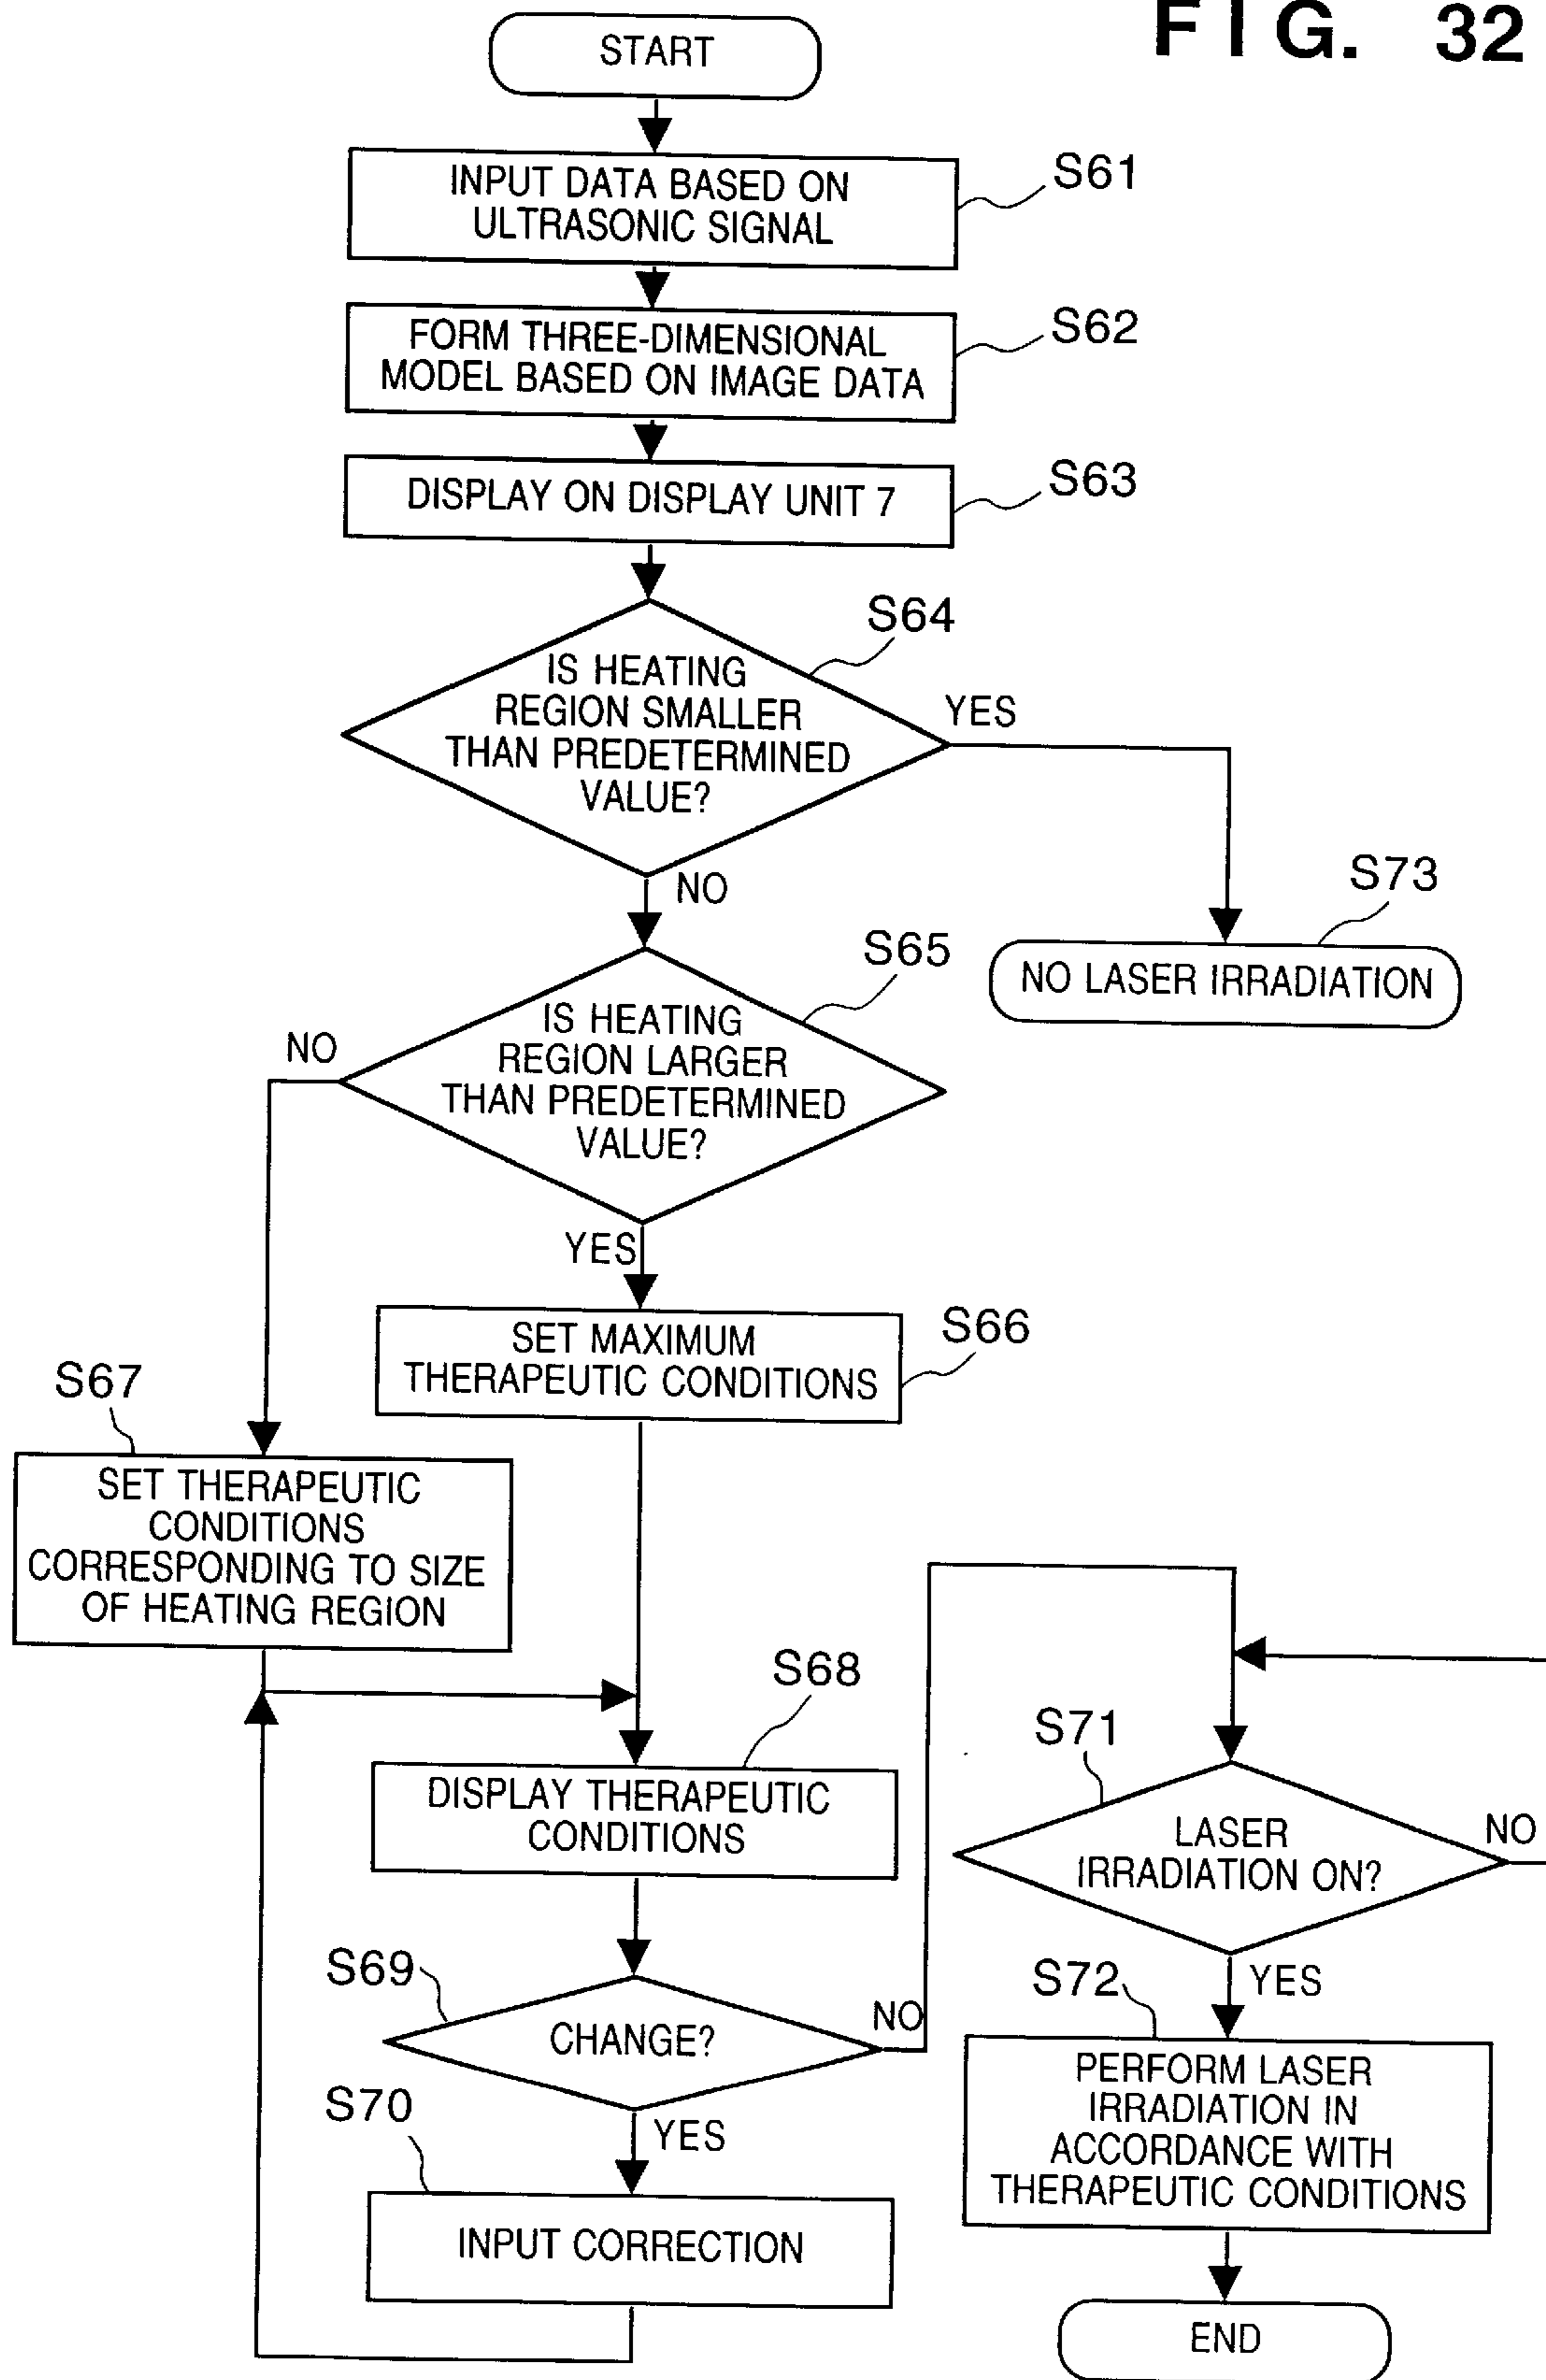 FIG. 32
START
INPUT DATA BASED ON
ULTRASONIC SIGNAL
S61
FORM THREE-DIMENSIONAL
MODEL BASED ON IMAGE DATA
S62
DISPLAY ON DISPLAY UNIT 7
S63
S64
IS HEATING
REGION SMALLER
THAN PREDETERMINED
VALUE?
YES
NO
S73
NO LASER IRRADIATION
S65
IS HEATING
REGION LARGER
THAN PREDETERMINED
VALUE?
NO
YES
S66
SET MAXIMUM
THERAPEUTIC CONDITIONS
S67
SET THERAPEUTIC
CONDITIONS
CORRESPONDING TO SIZE
OF HEATING REGION
S68
DISPLAY THERAPEUTIC
CONDITIONS
S69
CHANGE?
NO
YES
S70
INPUT CORRECTION
S71
LASER
IRRADIATION ON?
NO
YES
S72
PERFORM LASER
IRRADIATION IN
ACCORDANCE WITH
THERAPEUTIC CONDITIONS
END